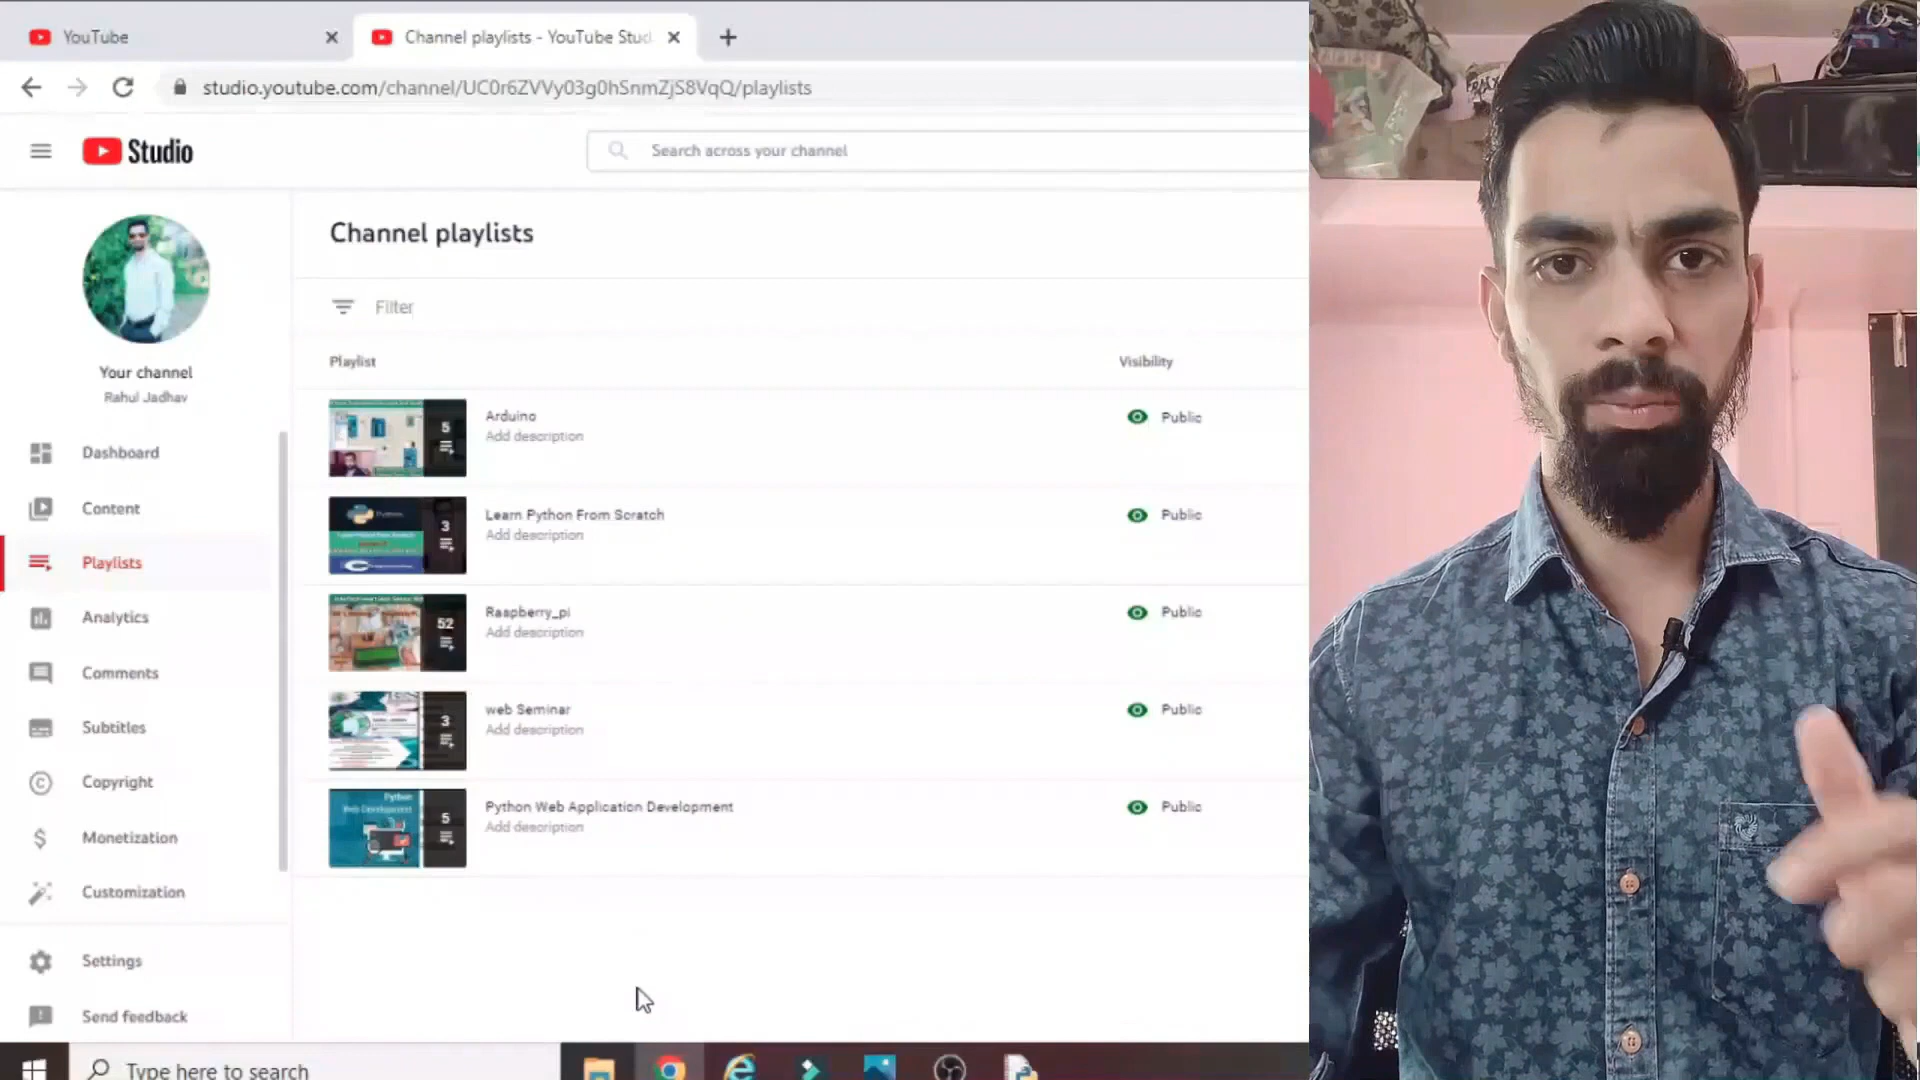 YouTube
Channel playlists - YouTube Stud
studio.youtube.com/channel/UC0r6ZVVy03g0hSnmZjS8VqQ/playlists
Studio
Search across your channel
Your channel
Rahul Jadhav
Dashboard
Content
Playlists
Analytics
Comments
Subtitles
Copyright
Monetization
Customization
Settings
Send feedback
Channel playlists
Filter
Playlist
Visibility
5
Arduino
Add description
Public
3
Learn Python From Scratch
Add description
Public
52
Raspberry_pi
Add description
Public
3
web Seminar
Add description
Public
Python
Web Development
5
Python Web Application Development
Add description
Public
Type here to search